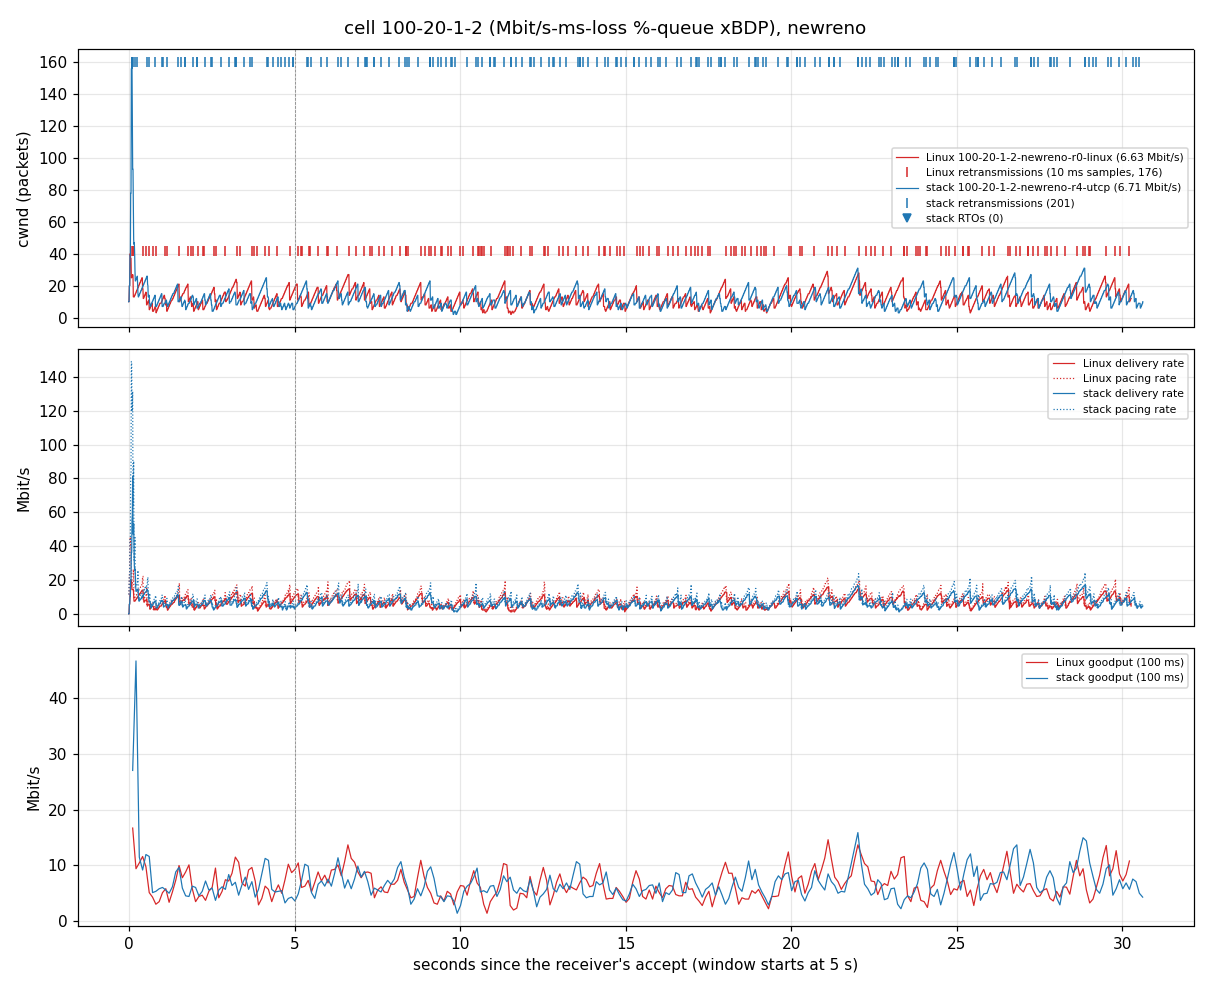 cell 100-20-1-2 (Mbit/s-ms-loss %-queue xBDP), newreno
cwnd (packets)
160
140
120
100
80
60
40
20
0
Linux 100-20-1-2-newreno-r0-linux (6.63 Mbit/s)
Linux retransmissions (10 ms samples, 176)
stack 100-20-1-2-newreno-r4-utcp (6.71 Mbit/s)
stack retransmissions (201)
stack RTOs (0)
Mbit/s
140
120
100
80
60
40
20
0
Linux delivery rate
Linux pacing rate
stack delivery rate
stack pacing rate
Mbit/s
40
30
20
10
0
Linux goodput (100 ms)
stack goodput (100 ms)
0 5 10 15 20 25 30
seconds since the receiver's accept (window starts at 5 s)